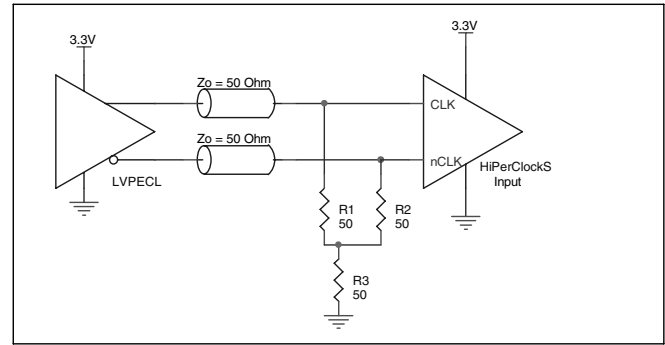 3.3V
3.3V
Zo = 50 Ohm
CLK
Zo = 50 Ohm
nCLK
LVPECL
HiPerClockS
Input
R1
50
R2
50
R3
50